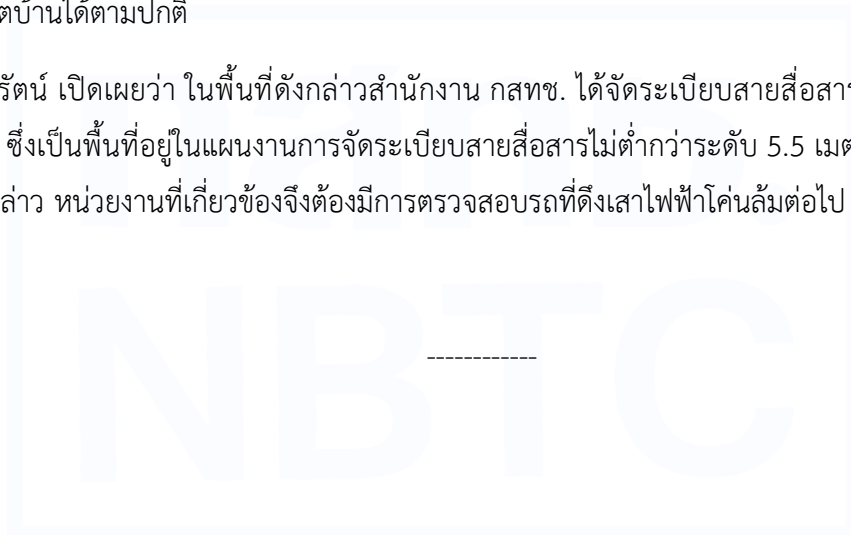 ตบ้านได้ตามปกติ
รัตน์ เปิดเผยว่า ในพื้นที่ดังกล่าวสำนักงาน กสทช. ได้จัดระเบียบสายสื่อสาร
ซึ่งเป็นพื้นที่อยู่ในแผนงานการจัดระเบียบสายสื่อสารไม่ต่ำกว่าระดับ 5.5 เมต
ล่าว หน่วยงานที่เกี่ยวข้องจึงต้องมีการตรวจสอบรถที่ดึงเสาไฟฟ้าโค่นล้มต่อไป
------------
NBTC